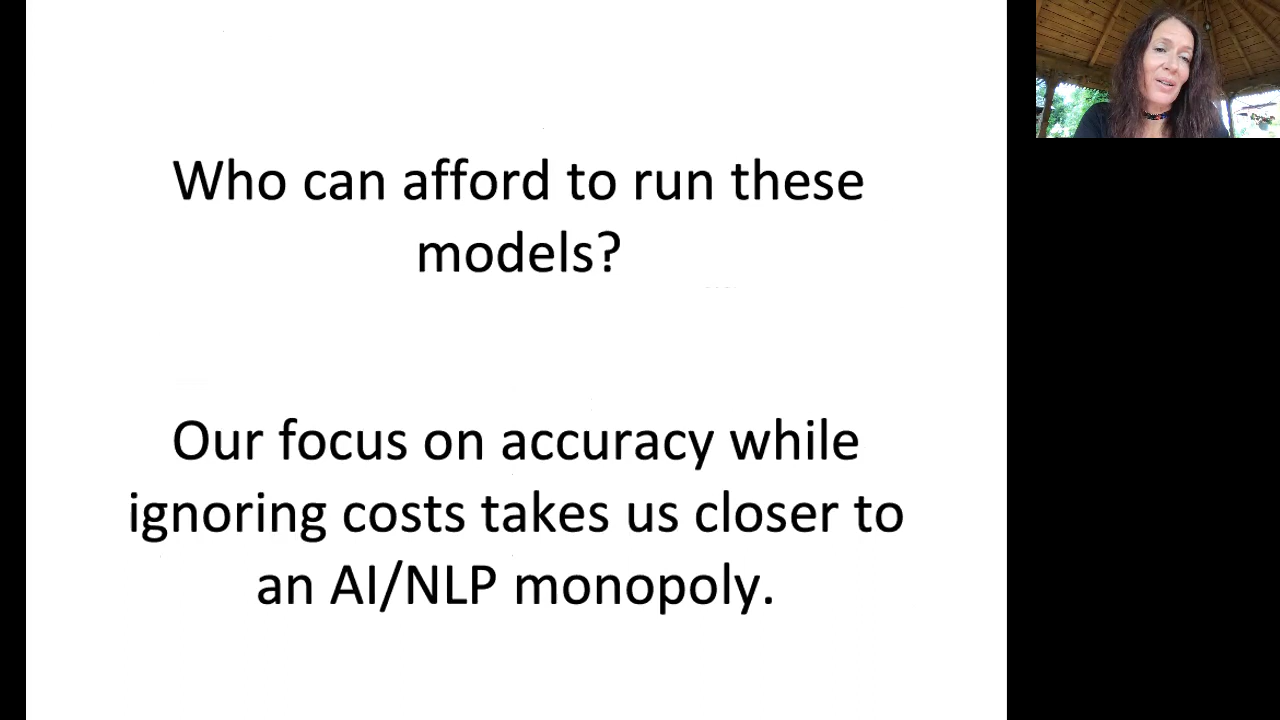 Who can afford to run these
models?
Our focus on accuracy while
ignoring costs takes us closer to
an AI/NLP monopoly.